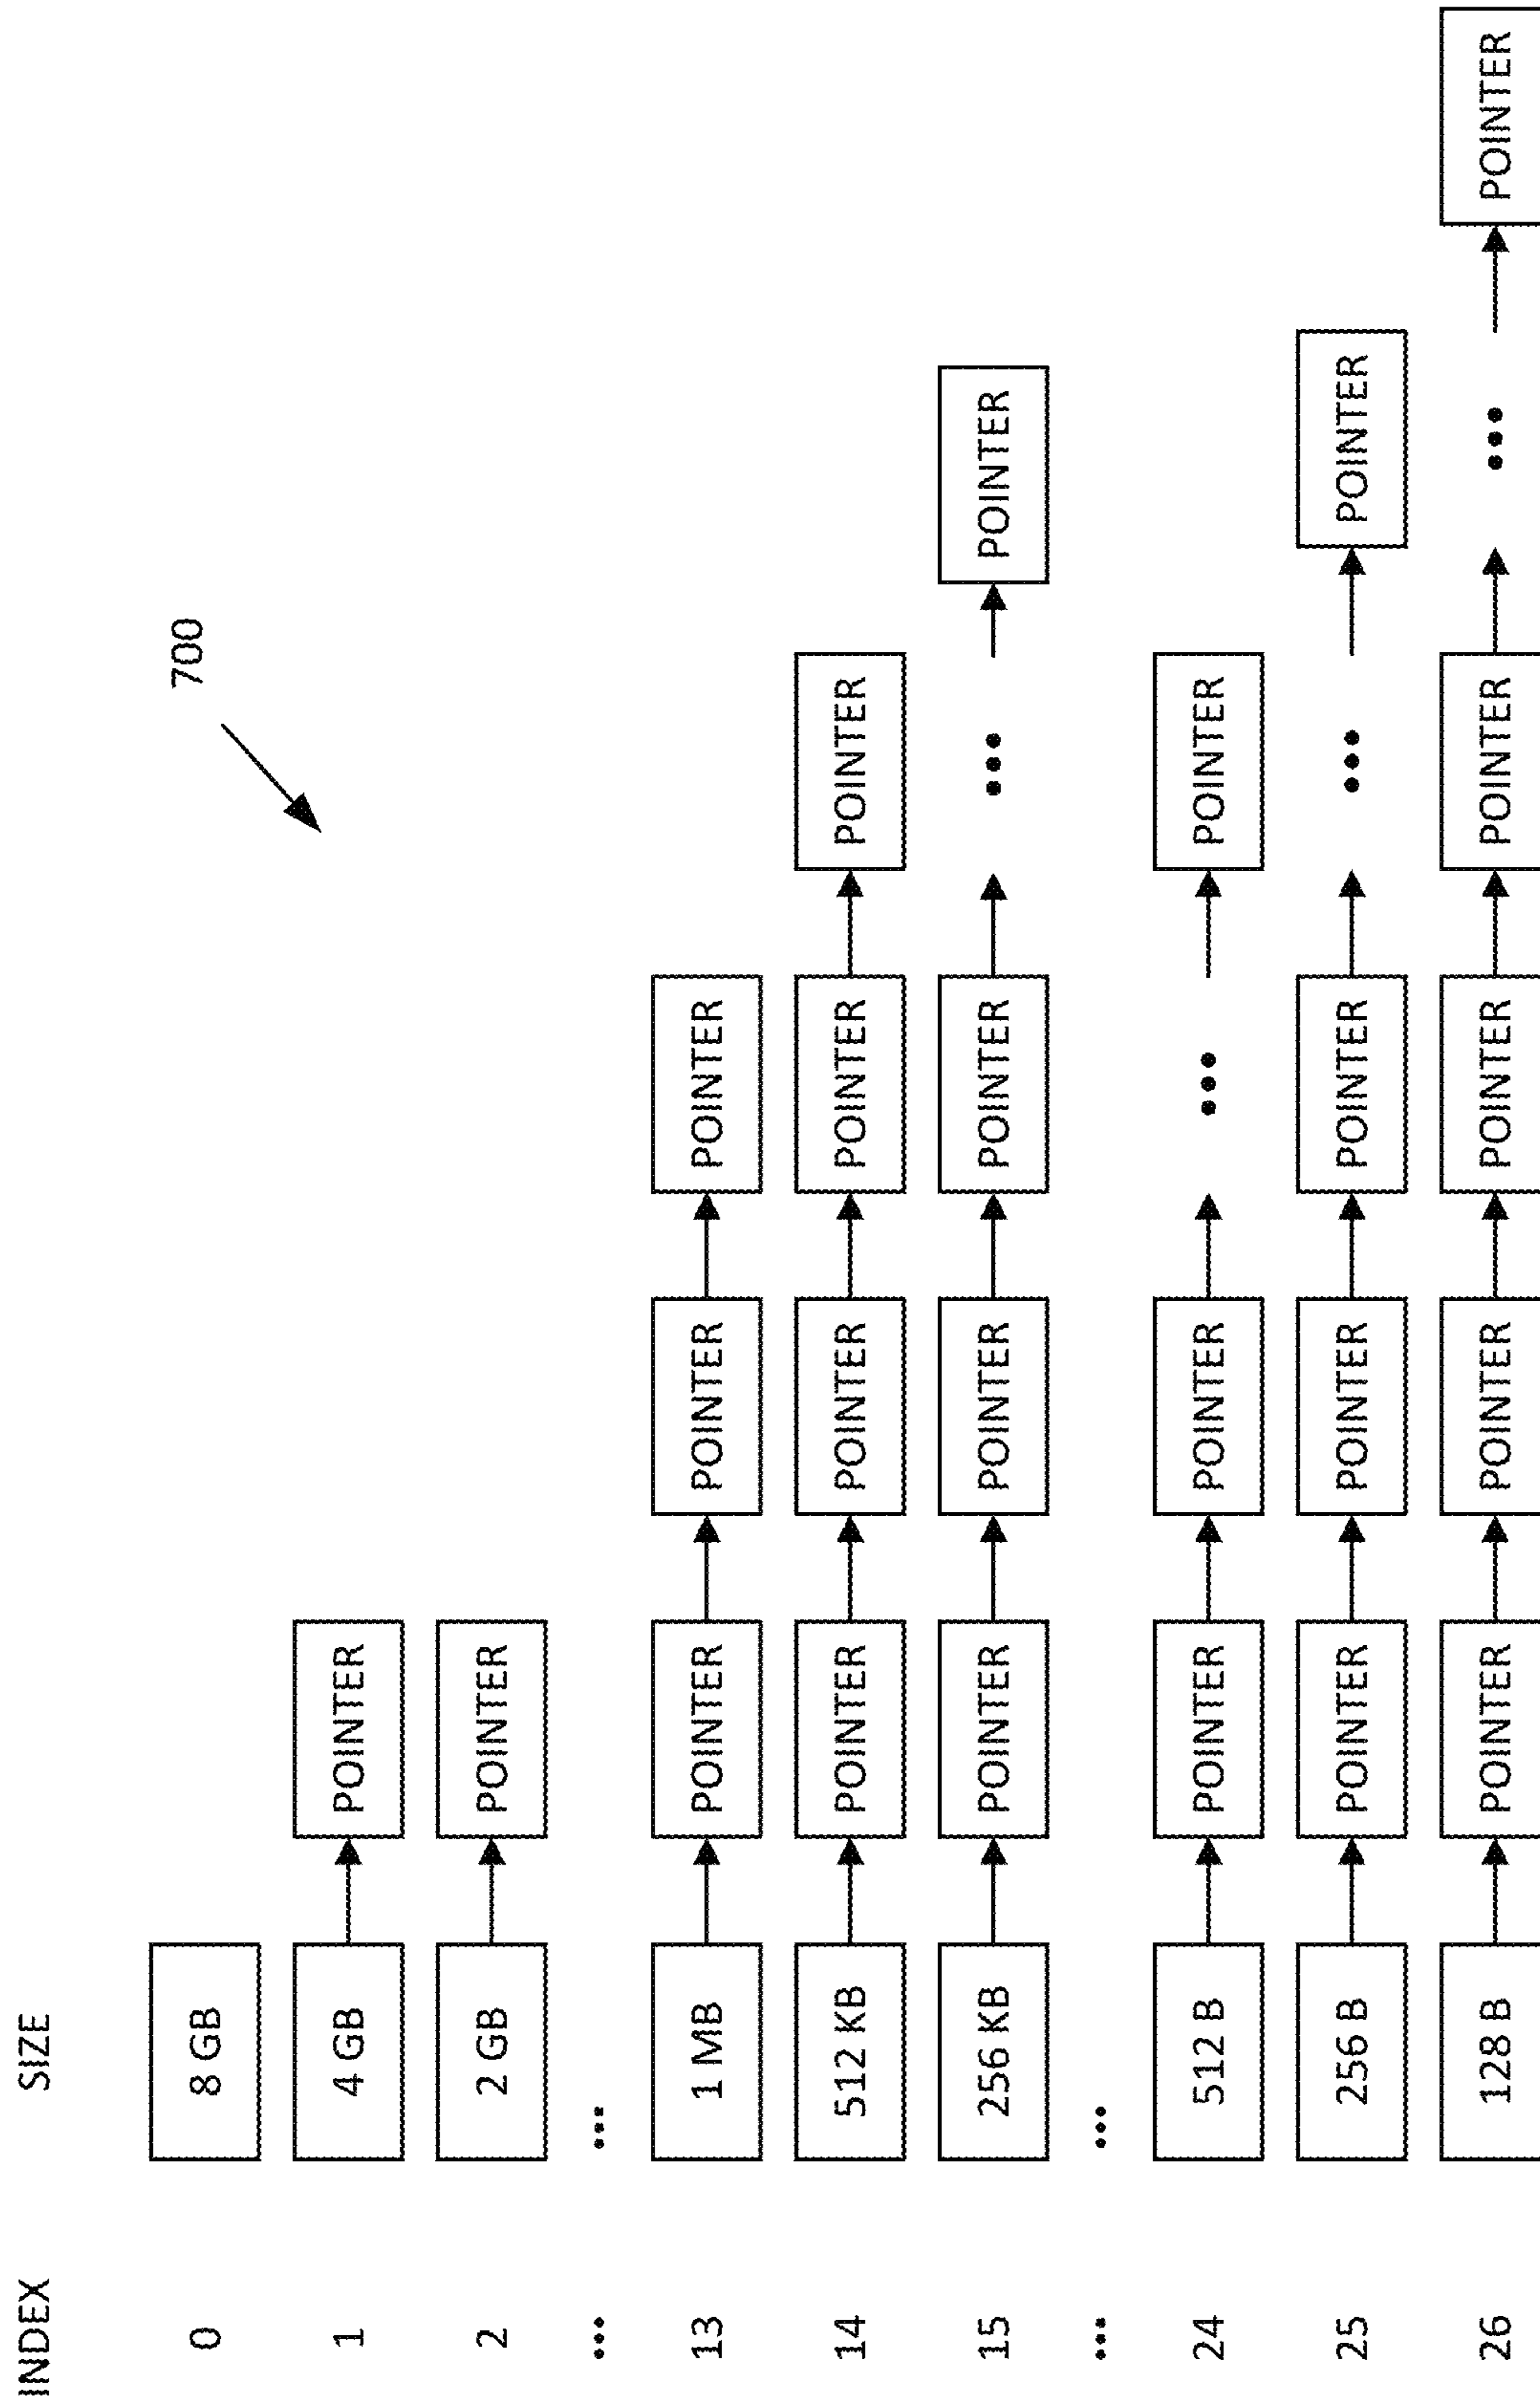 INDEX SIZE
700
0 8 GB
1 4 GB POINTER
2 2 GB POINTER
... ...
13 1 MB POINTER POINTER POINTER
14 512 KB POINTER POINTER POINTER POINTER
15 256 KB POINTER POINTER POINTER ... POINTER
... ...
24 512 B POINTER POINTER ... POINTER
25 256 B POINTER POINTER POINTER ... POINTER
26 128 B POINTER POINTER POINTER POINTER ... POINTER